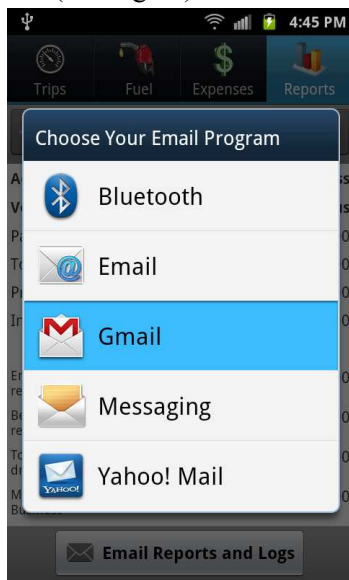 4:45 PM
Trips Fuel Expenses Reports
Choose Your Email Program
Bluetooth
Email
Gmail
Messaging
YAHOO!
Yahoo! Mail
Email Reports and Logs